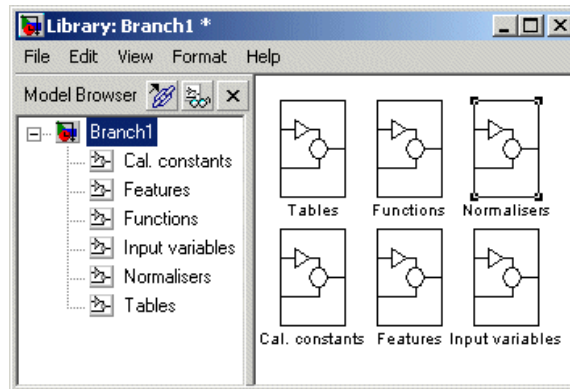 Library: Branch1 *
File Edit View Format Help
Model Browser
Branch1
Cal. constants
Features
Functions
Input variables
Normalisers
Tables
Tables Functions Normalisers
Cal. constants Features Input variables